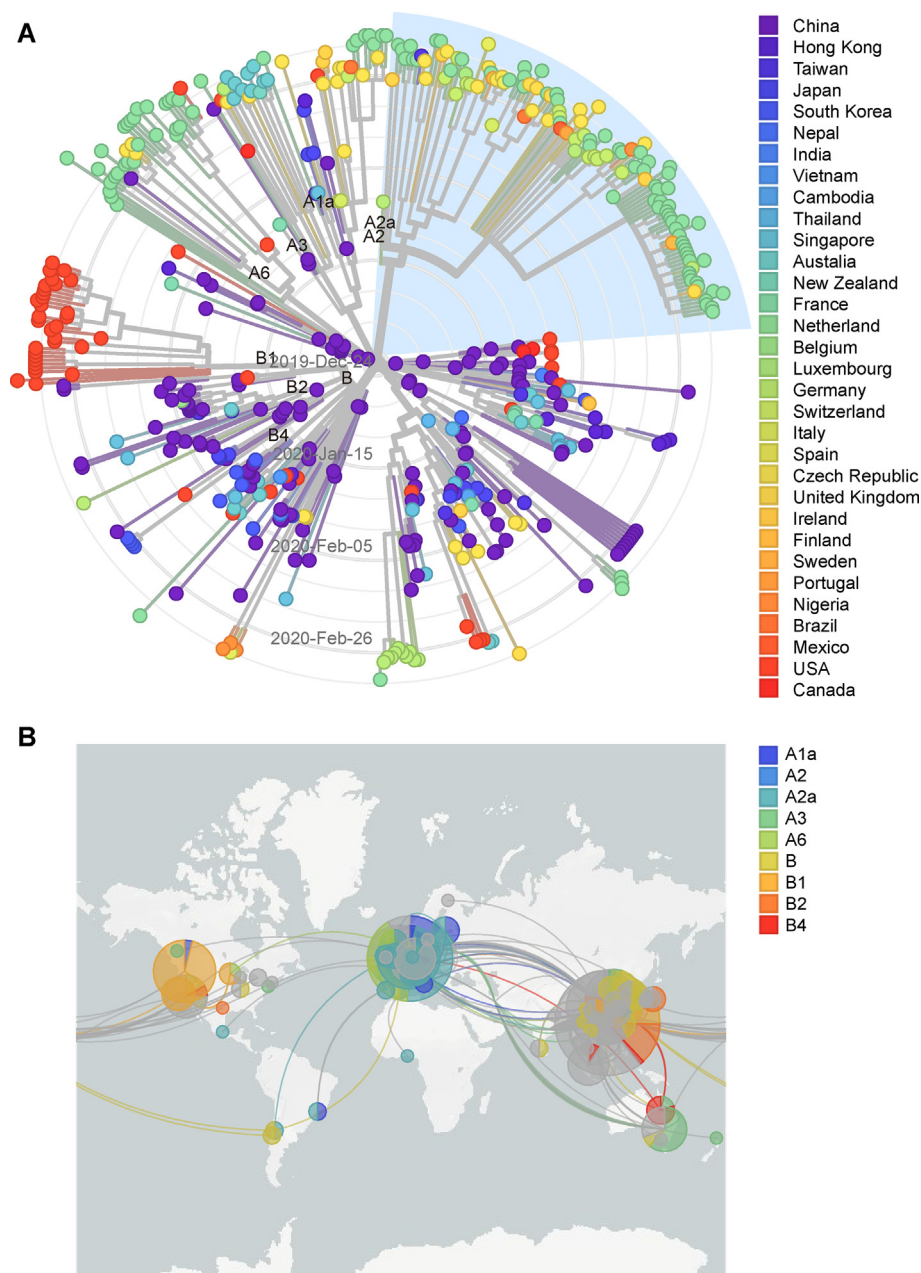 A
A1a
A2a
A2
A3
A6
B1
2019-Dec-24
B
B2
B4
2020-Jan-15
2020-Feb-05
2020-Feb-26
China
Hong Kong
Taiwan
Japan
South Korea
Nepal
India
Vietnam
Cambodia
Thailand
Singapore
Austalia
New Zealand
France
Netherland
Belgium
Luxembourg
Germany
Switzerland
Italy
Spain
Czech Republic
United Kingdom
Ireland
Finland
Sweden
Portugal
Nigeria
Brazil
Mexico
USA
Canada
B
A1a
A2
A2a
A3
A6
B
B1
B2
B4